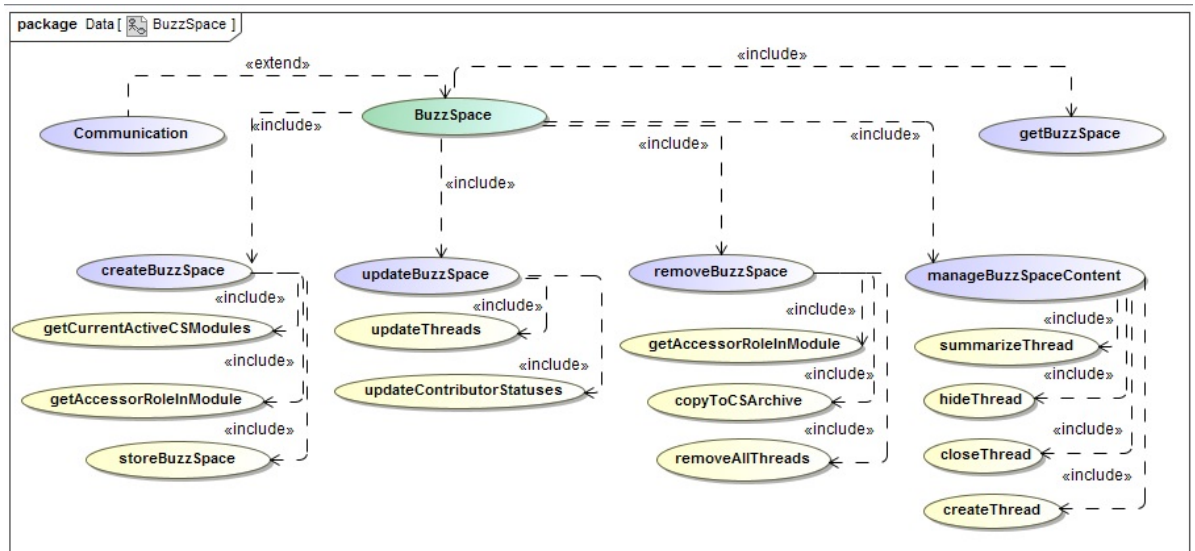 package Data [ BuzzSpace ]
«extend»
«include»
BuzzSpace
Communication
getBuzzSpace
«include»
«include»
«include»
«include»
createBuzzSpace
updateBuzzSpace
removeBuzzSpace
manageBuzzSpaceContent
«include»
getCurrentActiveCSModules
«include»
getAccessorRoleInModule
«include»
storeBuzzSpace
«include»
updateThreads
«include»
updateContributorStatuses
«include»
getAccessorRoleInModule
«include»
copyToCSArchive
«include»
removeAllThreads
«include»
summarizeThread
«include»
hideThread
«include»
closeThread
«include»
createThread